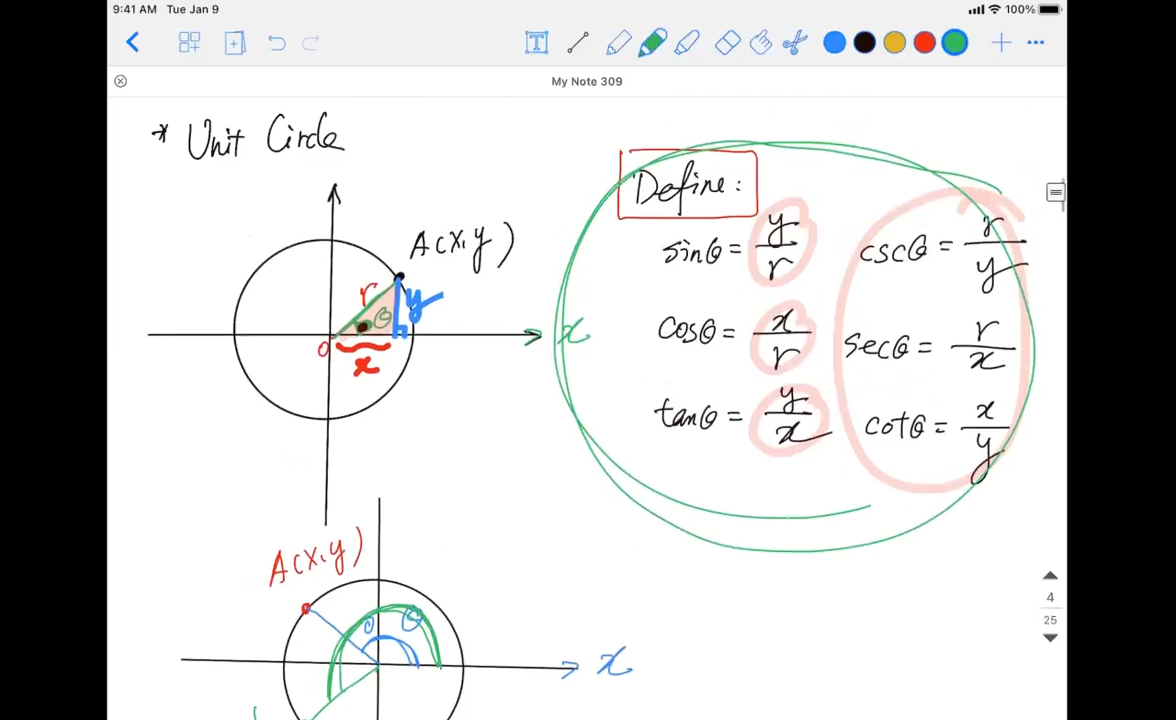 9:41 AM Tue Jan 9
100%
My Note 309
* Unit Circle
A(x,y)
r
θ
y
0
x
x
Define:
sinθ = y/r
cscθ = r/y
cosθ = x/r
secθ = r/x
tanθ = y/x
cotθ = x/y
A(x,y)
θ
x
4
25